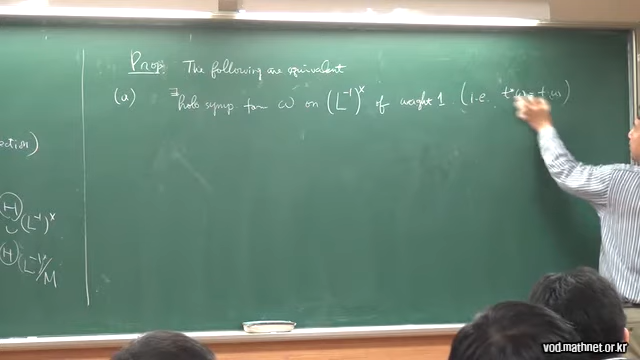 Prop. The following are equivalent
(a) ∃ holo symp form ω on (L⁻¹)ˣ of weight 1. (i.e. t*ω = t·ω)
ection)
Ⓗ(L⁻¹)ˣ
Ⓗ(L⁻¹)ˣ/M
vod.mathnet.or.kr